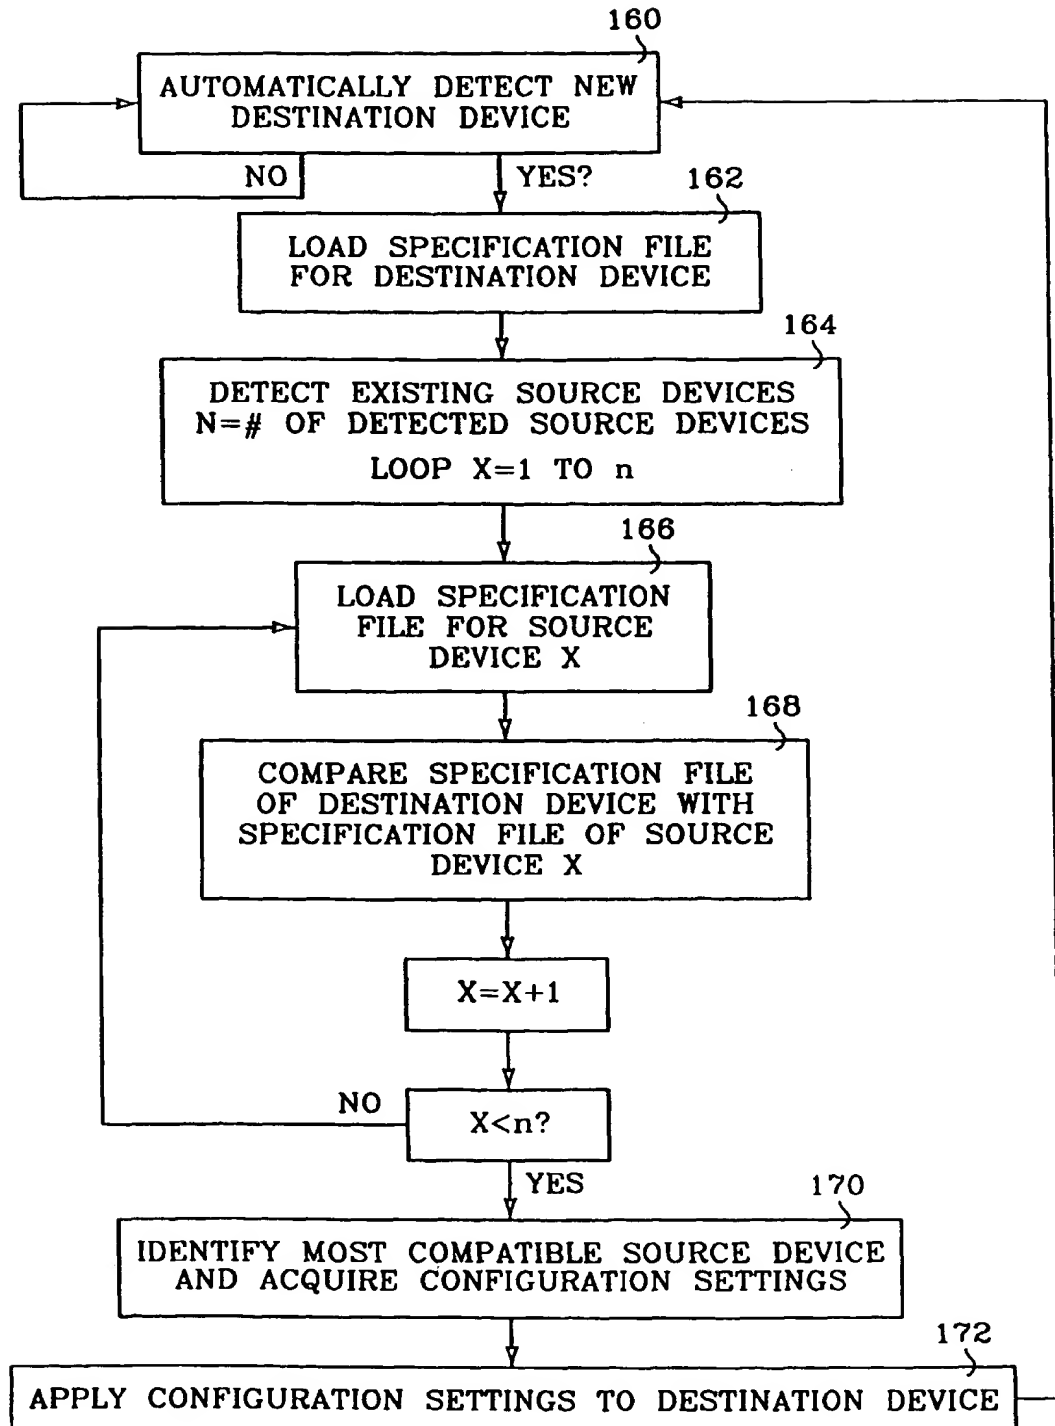 160
AUTOMATICALLY DETECT NEW
DESTINATION DEVICE
NO
YES?
162
LOAD SPECIFICATION FILE
FOR DESTINATION DEVICE
164
DETECT EXISTING SOURCE DEVICES
N=# OF DETECTED SOURCE DEVICES
LOOP X=1 TO n
166
LOAD SPECIFICATION
FILE FOR SOURCE
DEVICE X
168
COMPARE SPECIFICATION FILE
OF DESTINATION DEVICE WITH
SPECIFICATION FILE OF SOURCE
DEVICE X
X=X+1
NO
X<n?
YES
170
IDENTIFY MOST COMPATIBLE SOURCE DEVICE
AND ACQUIRE CONFIGURATION SETTINGS
172
APPLY CONFIGURATION SETTINGS TO DESTINATION DEVICE